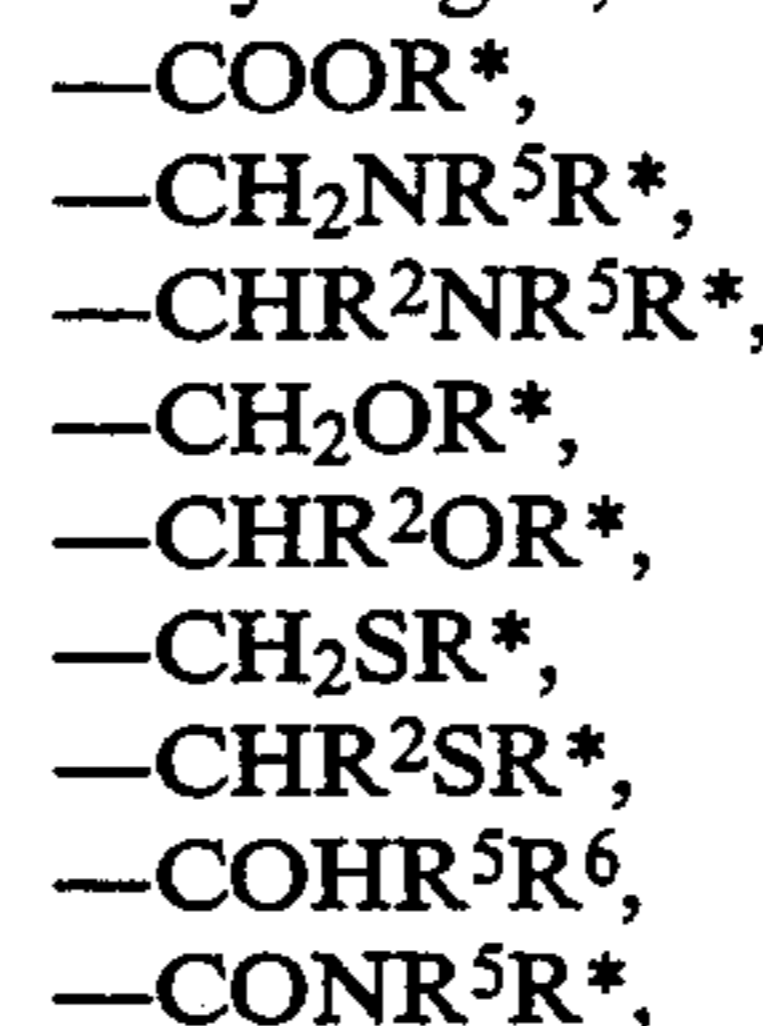 —COOR*,
—CH₂NR⁵R*,
—CHR²NR⁵R*,
—CH₂OR*,
—CHR²OR*,
—CH₂SR*,
—CHR²SR*,
—COHR⁵R⁶,
—CONR⁵R*,